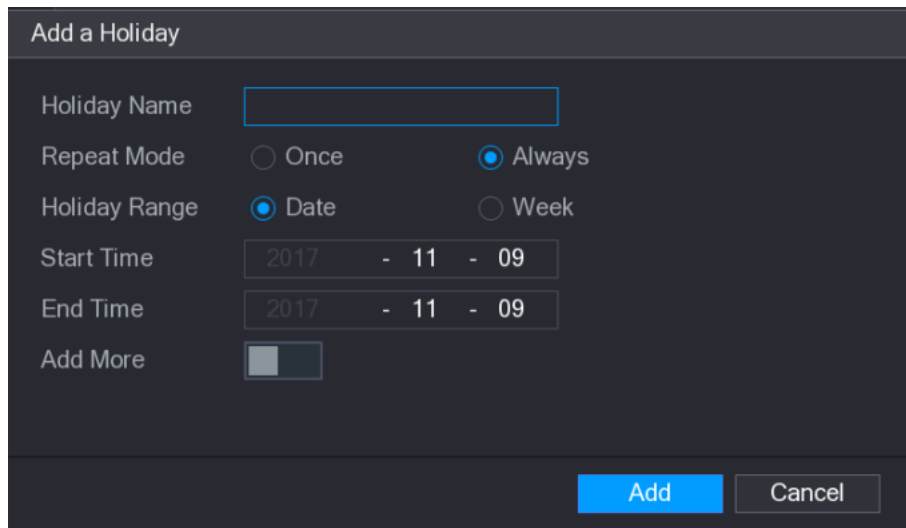 Add a Holiday
Holiday Name
Repeat Mode Once Always
Holiday Range Date Week
Start Time 2017 - 11 - 09
End Time 2017 - 11 - 09
Add More
Add Cancel